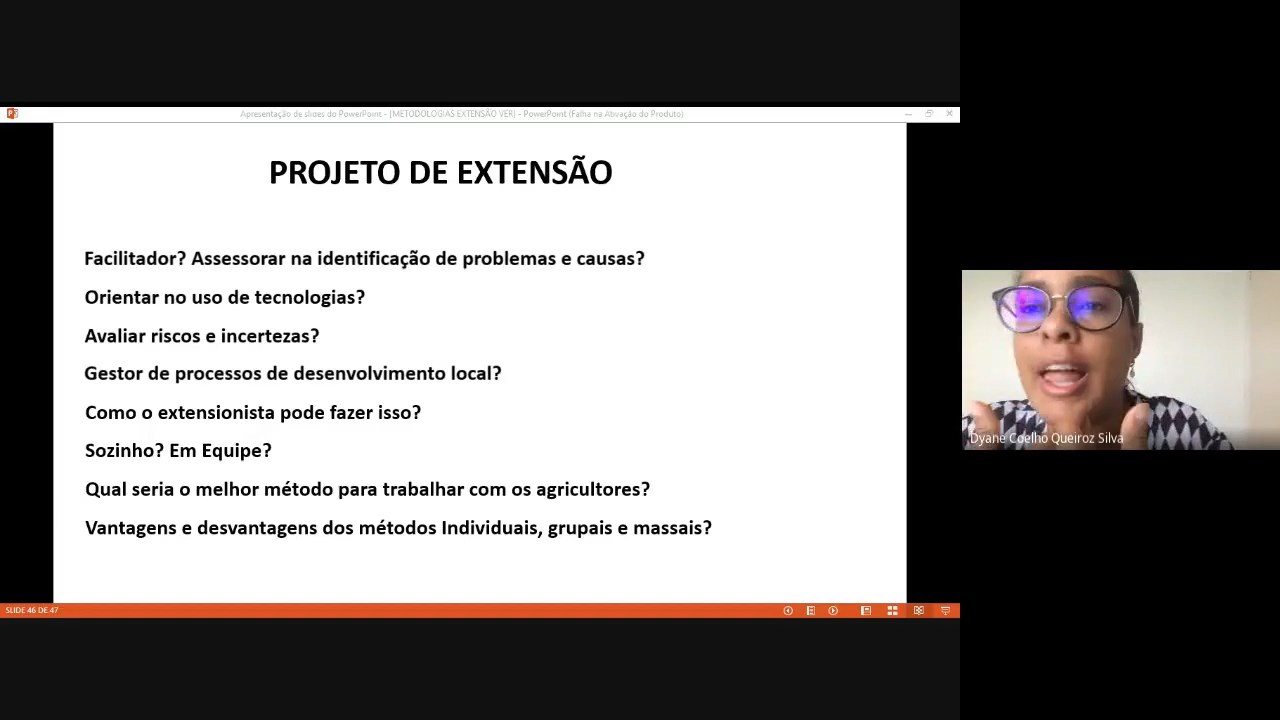 Apresentação de slides do PowerPoint - [METODOLOGIAS EXTENSÃO VER] - PowerPoint (Falha na Ativação do Produto)
PROJETO DE EXTENSÃO
Facilitador? Assessorar na identificação de problemas e causas?
Orientar no uso de tecnologias?
Avaliar riscos e incertezas?
Gestor de processos de desenvolvimento local?
Como o extensionista pode fazer isso?
Sozinho? Em Equipe?
Qual seria o melhor método para trabalhar com os agricultores?
Vantagens e desvantagens dos métodos Individuais, grupais e massais?
SLIDE 46 DE 47
Dyane Coelho Queiroz Silva